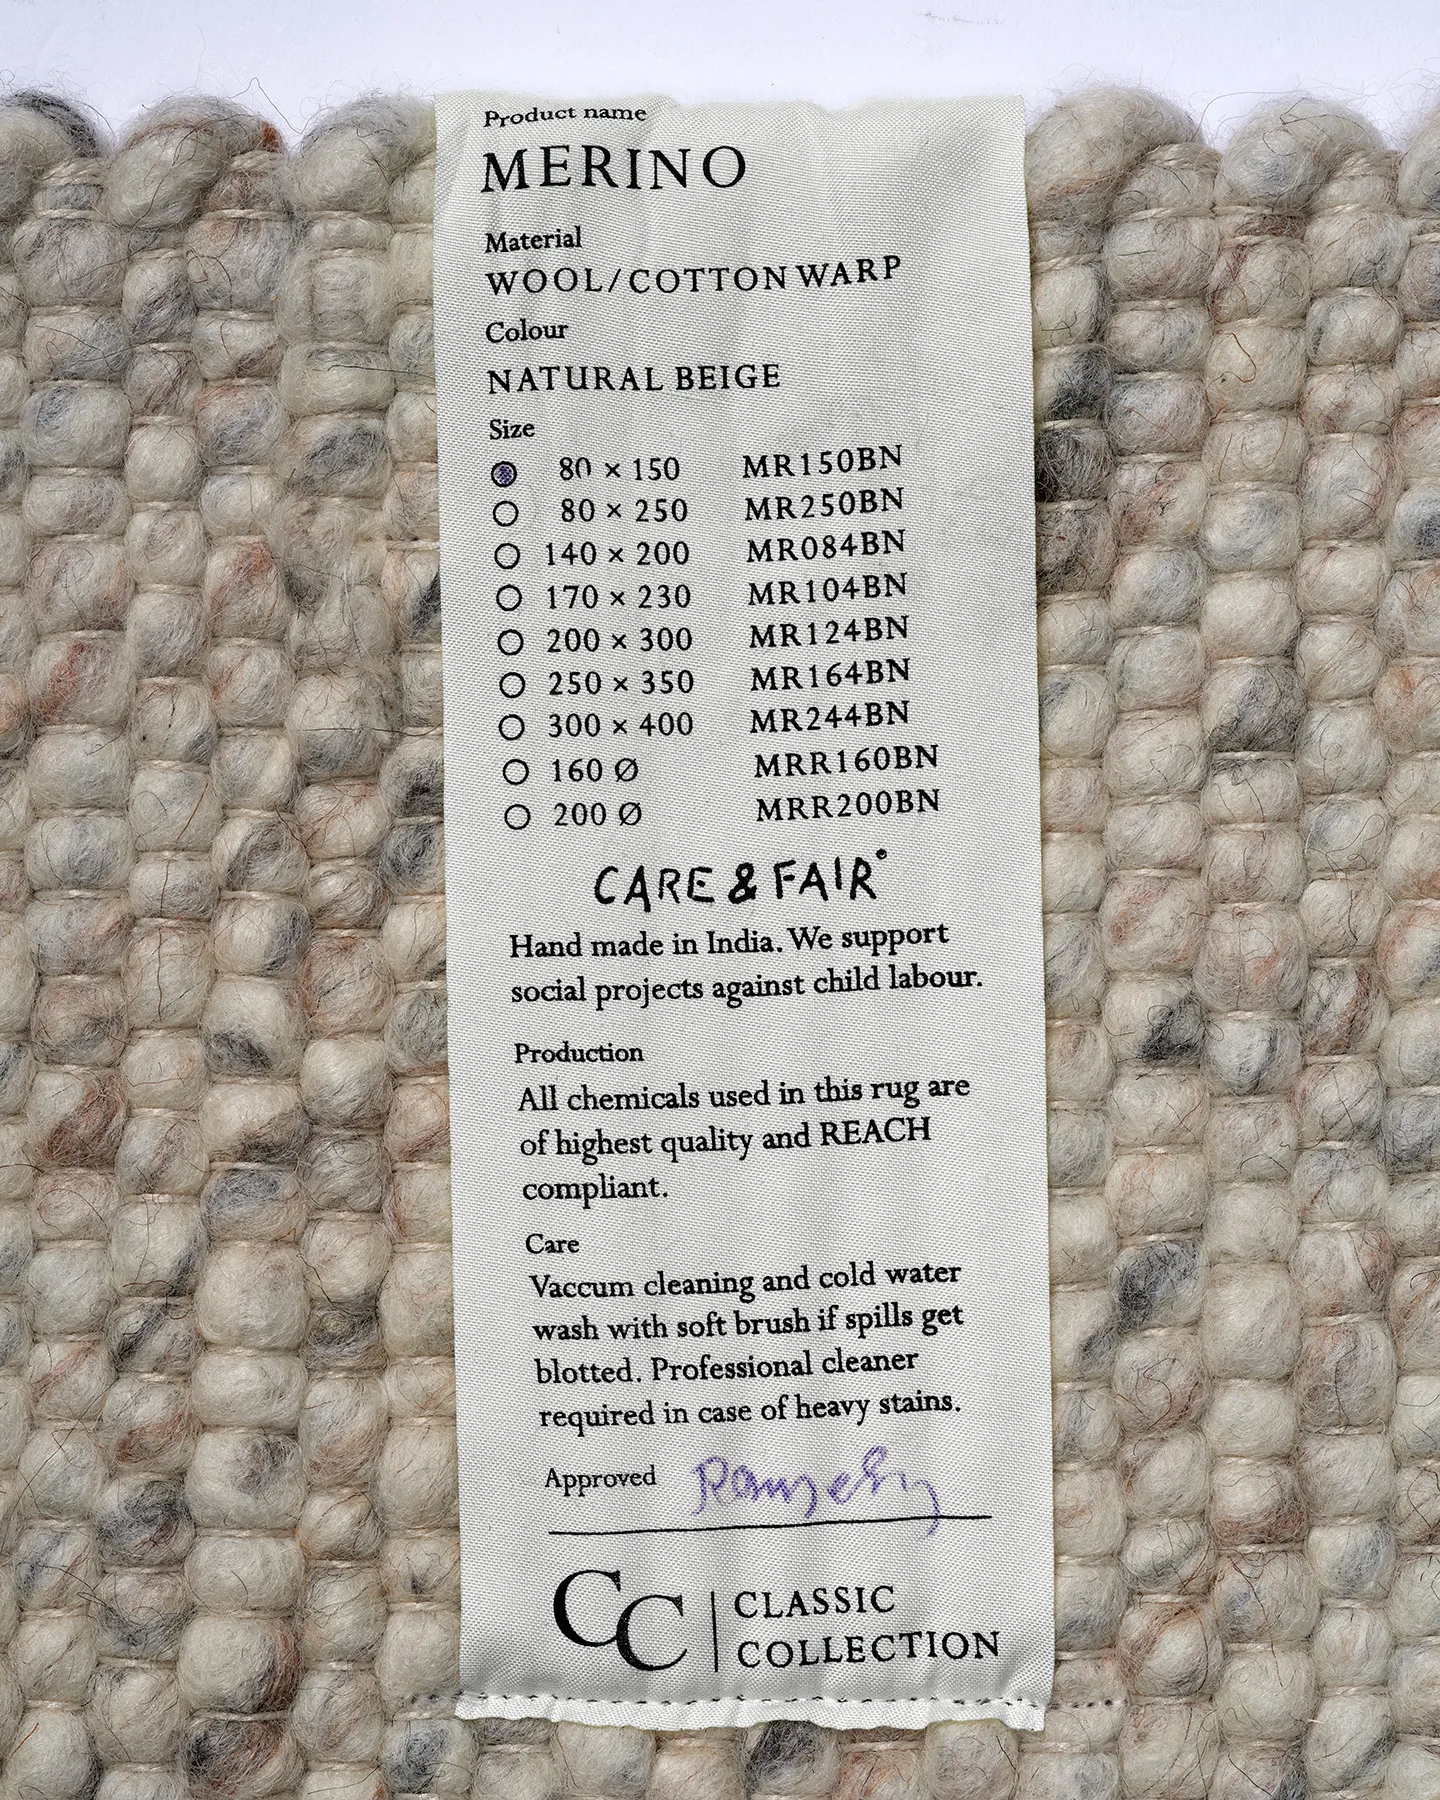 Product name
MERINO
Material
WOOL/COTTON WARP
Colour
NATURAL BEIGE
Size
80 × 150 MR150BN
80 × 250 MR250BN
140 × 200 MR084BN
170 × 230 MR104BN
200 × 300 MR124BN
250 × 350 MR164BN
300 × 400 MR244BN
160 Ø MRR160BN
200 Ø MRR200BN
CARE & FAIR
Hand made in India. We support
social projects against child labour.
Production
All chemicals used in this rug are
of highest quality and REACH
compliant.
Care
Vaccum cleaning and cold water
wash with soft brush if spills get
blotted. Professional cleaner
required in case of heavy stains.
Approved
CC | CLASSIC
COLLECTION